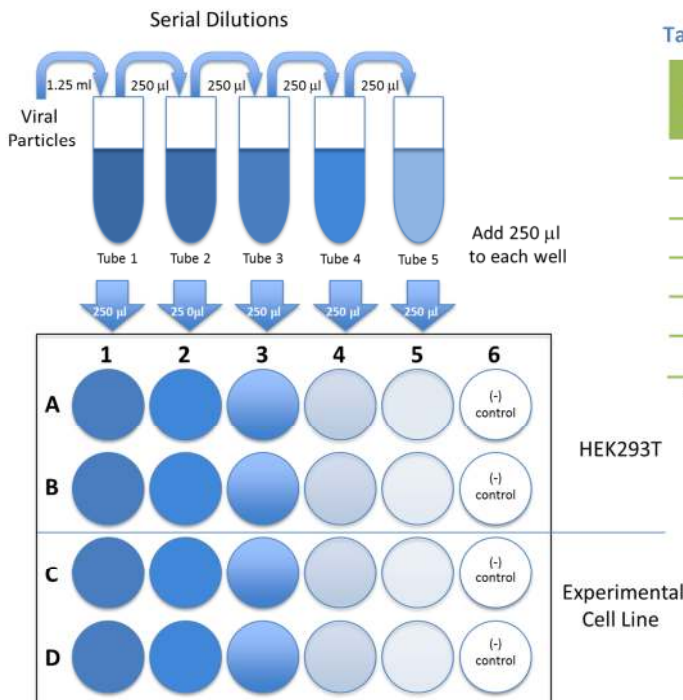 Serial Dilutions
Ta
1.25 ml 250 µl 250 µl 250 µl 250 µl
Viral
Particles
Tube 1 Tube 2 Tube 3 Tube 4 Tube 5
Add 250 µl
to each well
250 µl 25 0µl 250 µl 250 µl 250 µl
1 2 3 4 5 6
A (-)
control
B (-)
control
HEK293T
C (-)
control
D (-)
control
Experimental
Cell Line